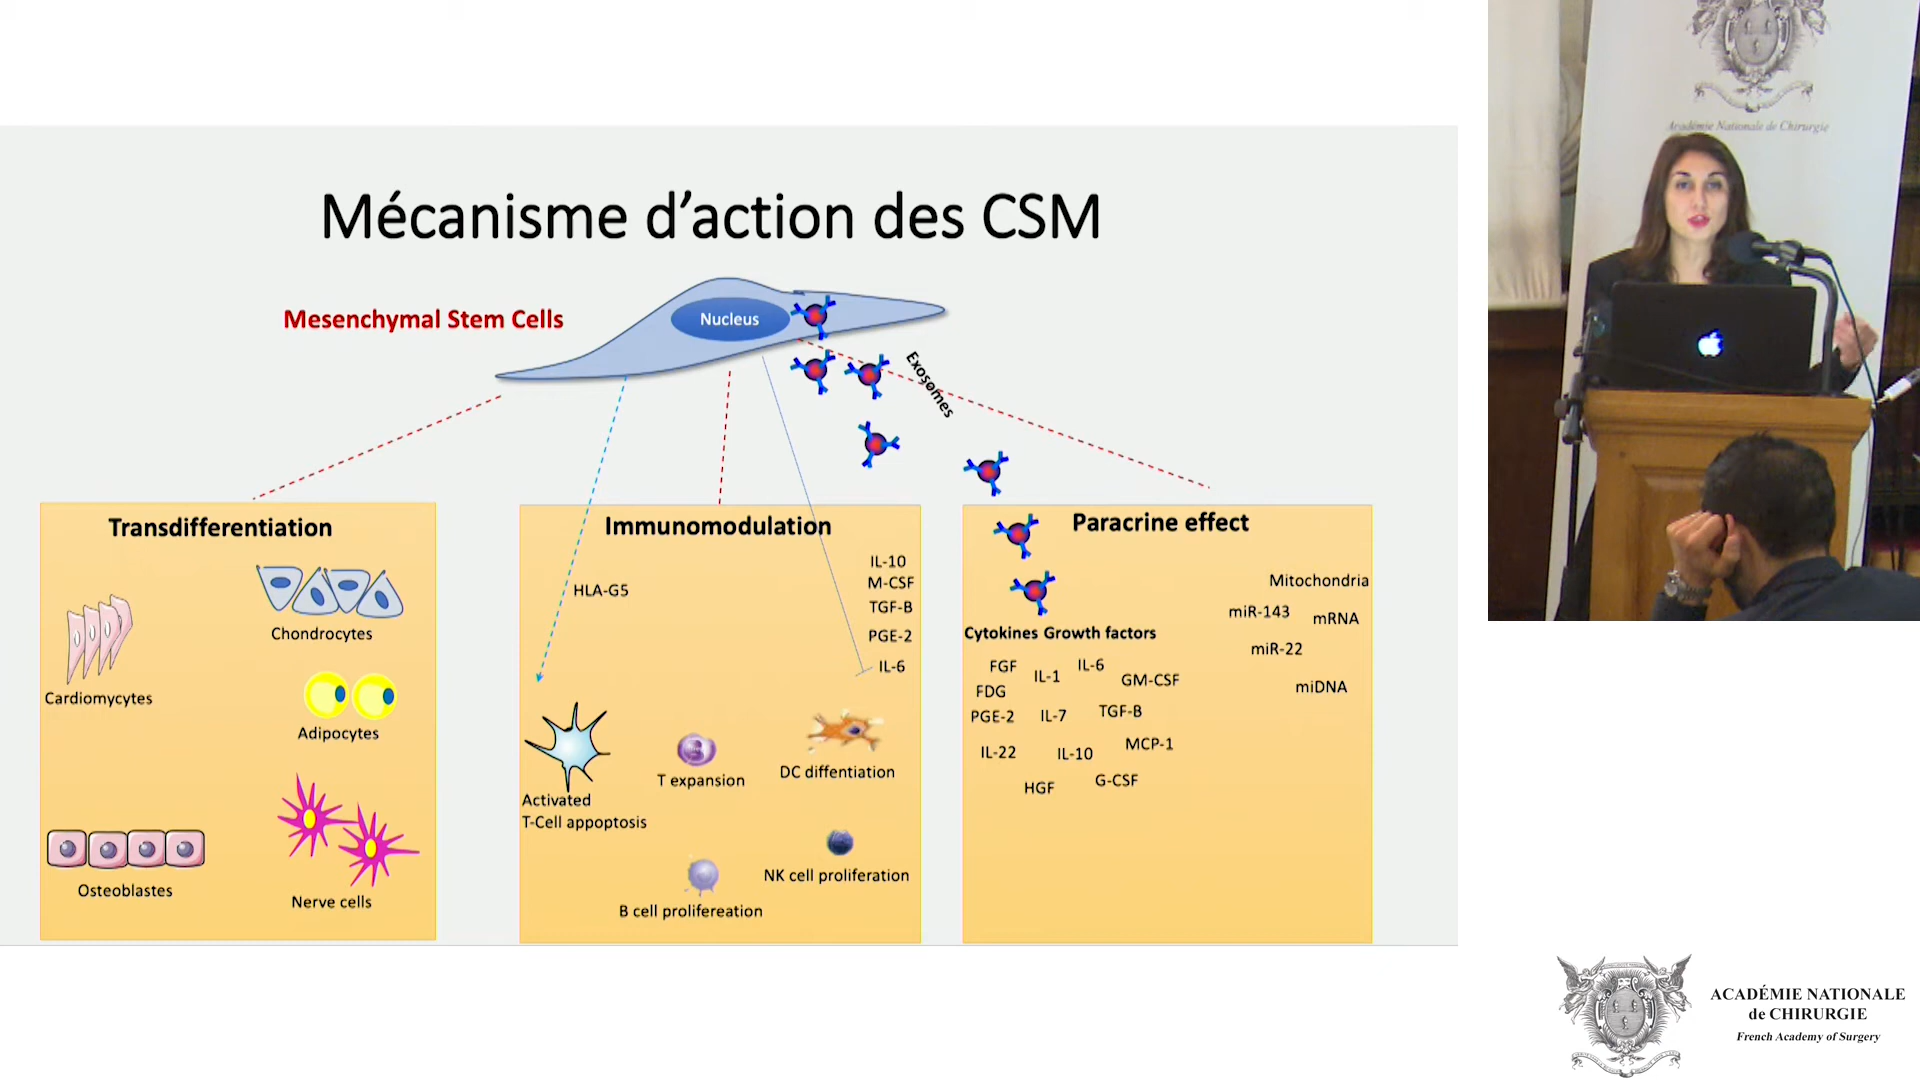 Mécanisme d’action des CSM
Mesenchymal Stem Cells
Nucleus
Exosomes
Transdifferentiation
Chondrocytes
Cardiomycytes
Adipocytes
Osteoblastes
Nerve cells
Immunomodulation
HLA-G5
IL-10
M-CSF
TGF-B
PGE-2
IL-6
Activated
T-Cell appoptosis
T expansion
DC diffentiation
NK cell proliferation
B cell prolifereation
Paracrine effect
Mitochondria
miR-143
mRNA
miR-22
miDNA
Cytokines Growth factors
FGF
IL-1
IL-6
GM-CSF
FDG
PGE-2
IL-7
TGF-B
IL-22
IL-10
MCP-1
HGF
G-CSF
Académie Nationale de Chirurgie
ACADÉMIE NATIONALE
de CHIRURGIE
French Academy of Surgery